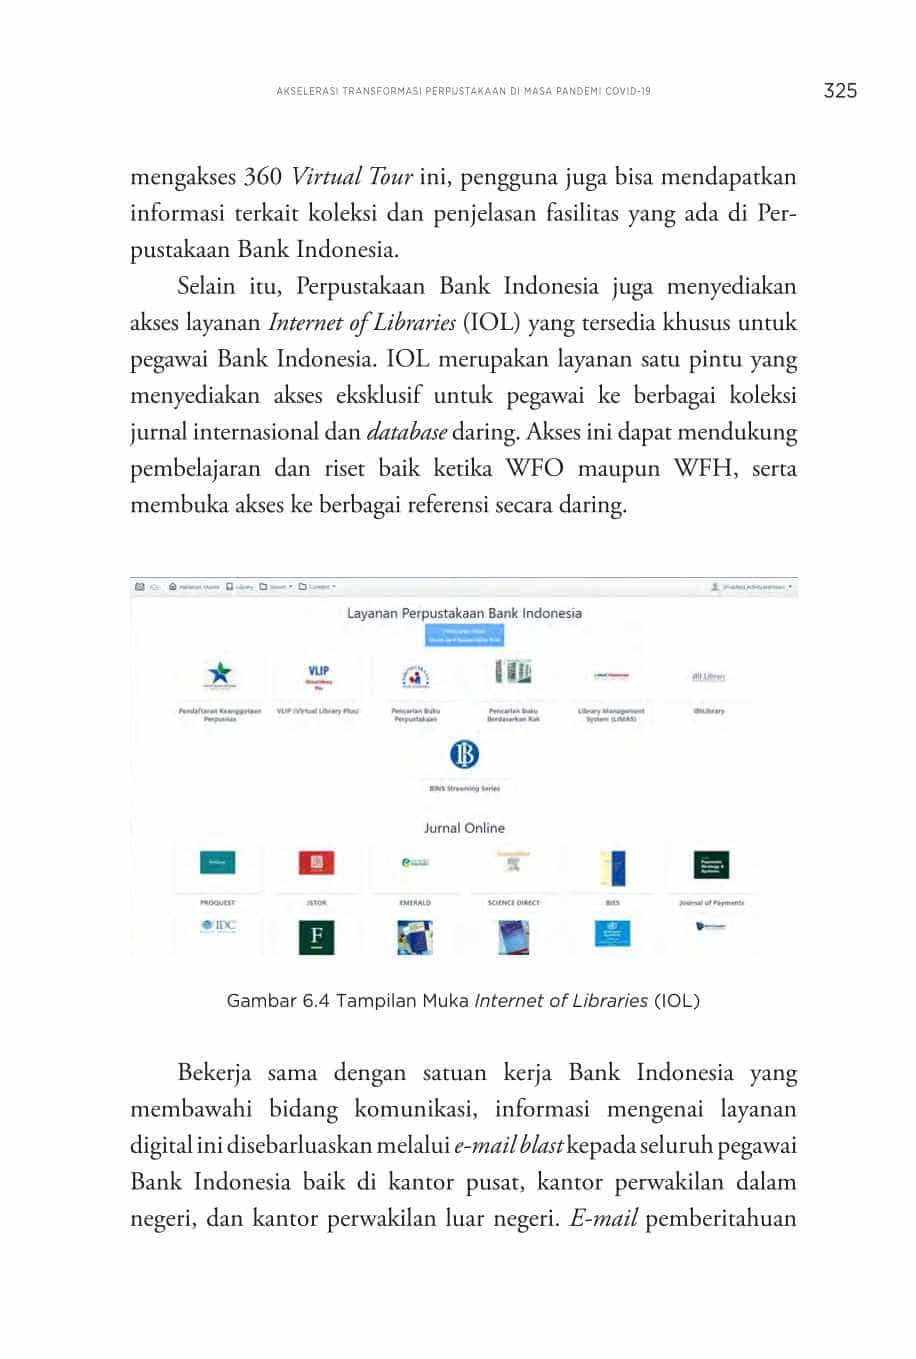 AKSELERASI TRANSFORMASI PERPUSTAKAAN DI MASA PANDEMI COVID-19 325
mengakses 360 Virtual Tour ini, pengguna juga bisa mendapatkan
informasi terkait koleksi dan penjelasan fasilitas yang ada di Per-
pustakaan Bank Indonesia.
Selain itu, Perpustakaan Bank Indonesia juga menyediakan
akses layanan Internet of Libraries (IOL) yang tersedia khusus untuk
pegawai Bank Indonesia. IOL merupakan layanan satu pintu yang
menyediakan akses eksklusif untuk pegawai ke berbagai koleksi
jurnal internasional dan database daring. Akses ini dapat mendukung
pembelajaran dan riset baik ketika WFO maupun WFH, serta
membuka akses ke berbagai referensi secara daring.
Library
Layanan Perpustakaan Bank Indonesia
VLIP
Pendaftaran Keanggotaan Perpusnas
VLIP (Virtual Library Plus)
Pencarian Buku Perpustakaan
Pencarian Buku Berdasarkan Rak
Library Management System (LIMAS)
iBiLibrary
BINS Streaming Series
Jurnal Online
PROQUEST JSTOR EMERALD SCIENCE DIRECT BIES Journal of Payments
IDC F
Gambar 6.4 Tampilan Muka Internet of Libraries (IOL)
Bekerja sama dengan satuan kerja Bank Indonesia yang
membawahi bidang komunikasi, informasi mengenai layanan
digital ini disebarluaskan melalui e-mail blast kepada seluruh pegawai
Bank Indonesia baik di kantor pusat, kantor perwakilan dalam
negeri, dan kantor perwakilan luar negeri. E-mail pemberitahuan